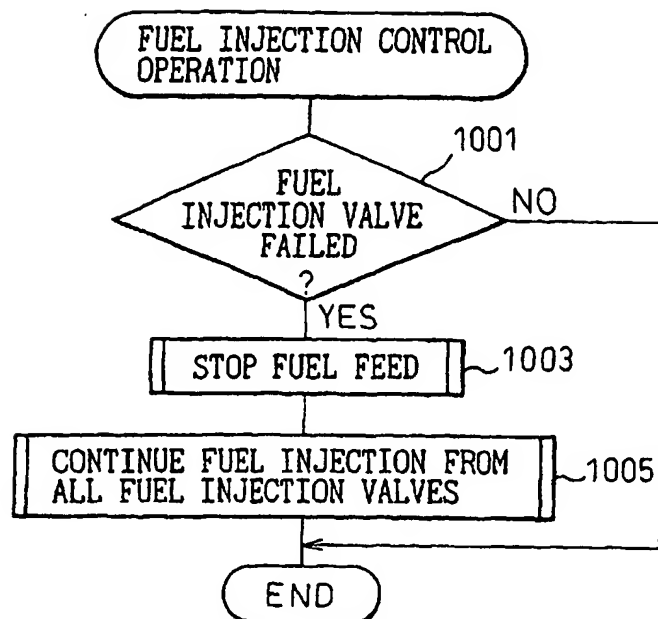 FUEL INJECTION CONTROL
OPERATION
1001
FUEL
INJECTION VALVE
FAILED
?
NO
YES
STOP FUEL FEED
1003
CONTINUE FUEL INJECTION FROM
ALL FUEL INJECTION VALVES
1005
END